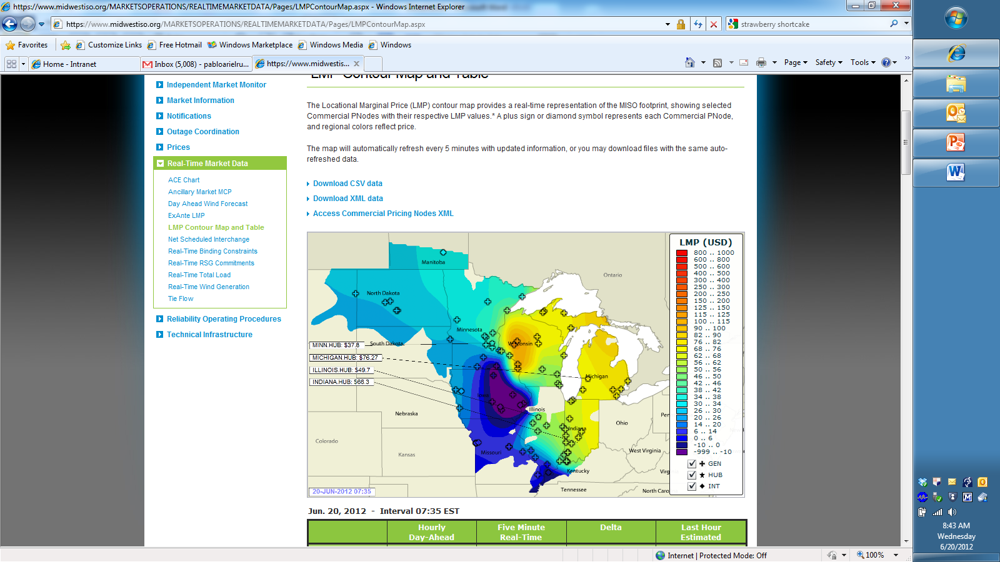 https://www.midwestiso.org/MARKETSOPERATIONS/REALTIMEMARKETDATA/Pages/LMPContourMap.aspx - Windows Internet Explorer
https://www.midwestiso.org/MARKETSOPERATIONS/REALTIMEMARKETDATA/Pages/LMPContourMap.aspx
strawberry shortcake
Favorites
Customize Links
Free Hotmail
Windows Marketplace
Windows Media
Windows
Home - Intranet
Inbox (5,008) - pabloarielru...
https://www.midwestis...
Page
Safety
Tools
Independent Market Monitor
Market Information
Notifications
Outage Coordination
Prices
Real-Time Market Data
ACE Chart
Ancillary Market MCP
Day Ahead Wind Forecast
ExAnte LMP
LMP Contour Map and Table
Net Scheduled Interchange
Real-Time Binding Constraints
Real-Time RSG Commitments
Real-Time Total Load
Real-Time Wind Generation
Tie Flow
Reliability Operating Procedures
Technical Infrastructure
LMP Contour Map and Table
The Locational Marginal Price (LMP) contour map provides a real-time representation of the MISO footprint, showing selected
Commercial PNodes with their respective LMP values.* A plus sign or diamond symbol represents each Commercial PNode,
and regional colors reflect price.
The map will automatically refresh every 5 minutes with updated information, or you may download files with the same auto-
refreshed data.
Download CSV data
Download XML data
Access Commercial Pricing Nodes XML
Manitoba
Ontario
North Dakota
Minnesota
South Dakota
Wisconsin
Michigan
Iowa
Illinois
Nebraska
Indiana
Ohio
Colorado
Kansas
Missouri
West Virginia
Kentucky
Tennessee
North Caro
Pen
Virg
MINN.HUB: $37.8
MICHIGAN.HUB: $76.27
ILLINOIS.HUB: $49.7
INDIANA.HUB: $66.3
20-JUN-2012 07:35
LMP (USD)
800 .. 1000
600 .. 800
500 .. 600
400 .. 500
300 .. 400
250 .. 300
200 .. 250
150 .. 200
125 .. 150
115 .. 125
100 .. 115
90 .. 100
82 .. 90
76 .. 82
68 .. 76
62 .. 68
56 .. 62
50 .. 56
46 .. 50
42 .. 46
38 .. 42
34 .. 38
30 .. 34
26 .. 30
20 .. 26
14 .. 20
6 .. 14
0 .. 6
-10 .. 0
-999 .. -10
GEN
HUB
INT
Jun. 20, 2012 - Interval 07:35 EST
Hourly
Day-Ahead
Five Minute
Real-Time
Delta
Last Hour
Estimated
Internet | Protected Mode: Off
100%
8:43 AM
Wednesday
6/20/2012